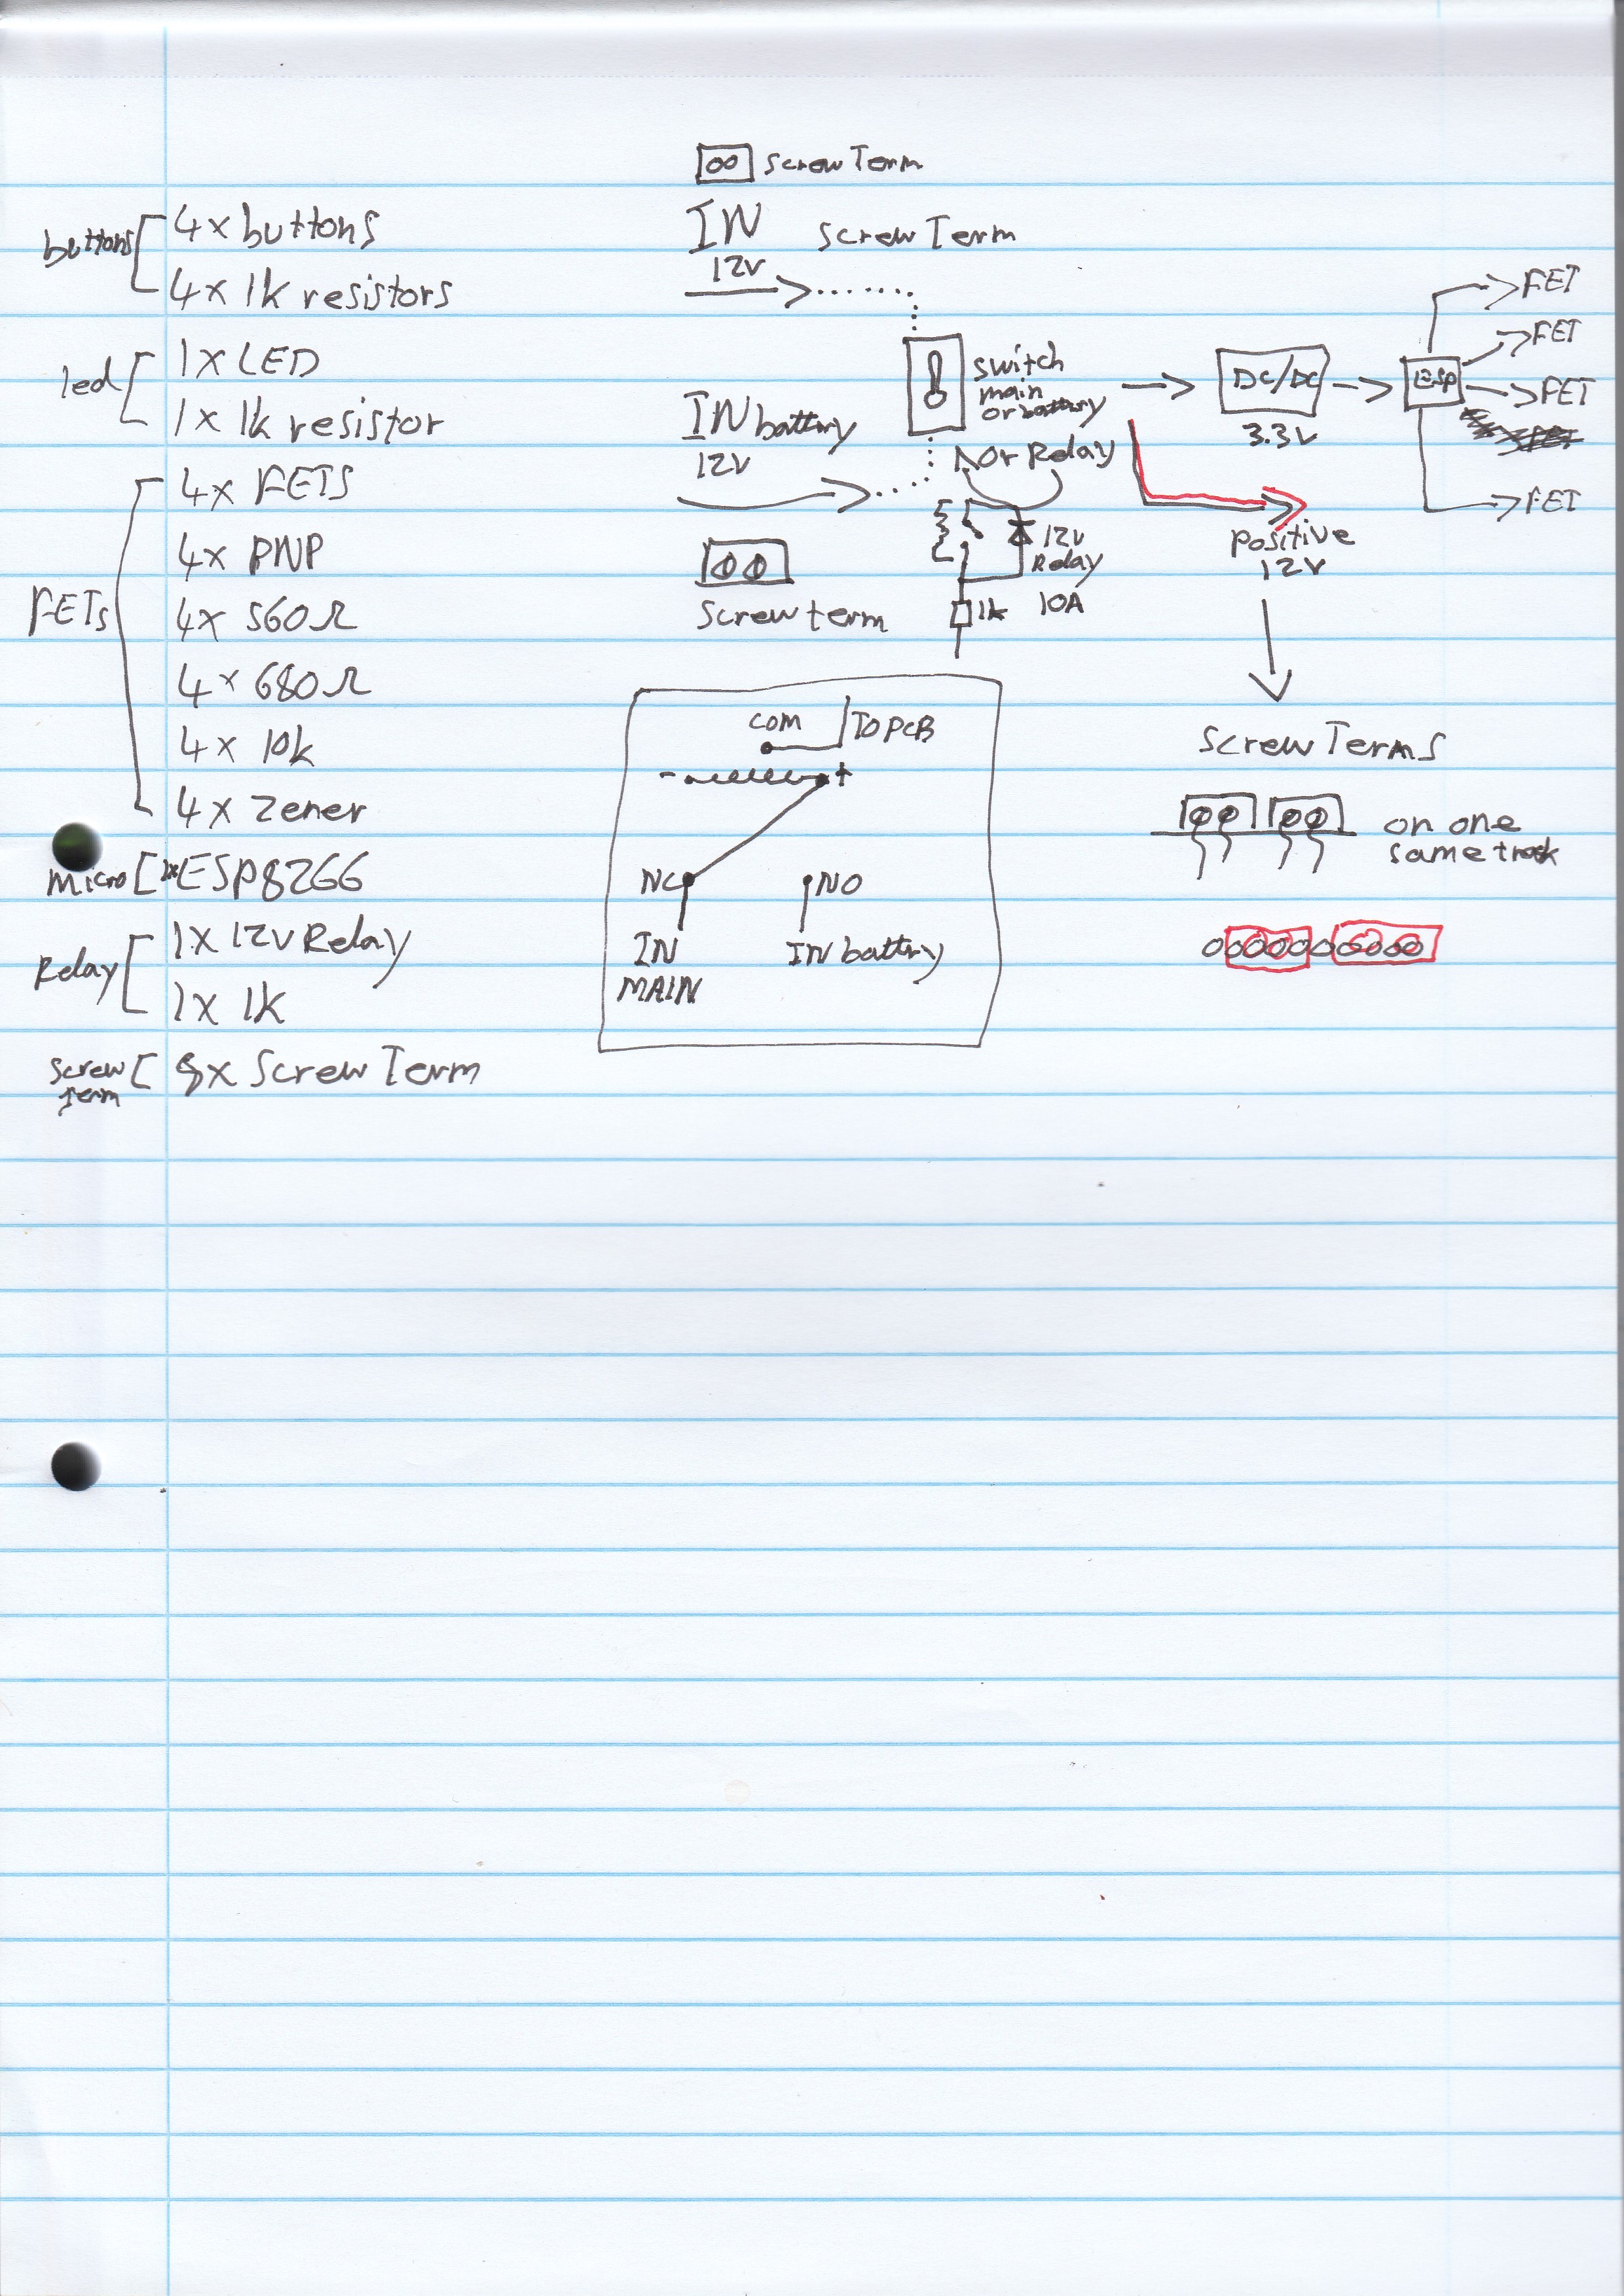 buttons
4x buttons
4x 1k resistors
led
1x LED
1x 1k resistor
FETs
4x FETS
4x PNP
4x 560Ω
4x 680Ω
4x 10k
4x zener
Micro
1x ESP8266
Relay
1x 12V Relay
1x 1k
Screw Term
x Screw Term
Screw Term
IN Screw Term
12V
IN battery
12V
Screw term
Switch
main
or battery
Or Relay
12V
Relay
10A
1k
DC/DC
3.3V
ESP
FET
FET
FET
FET
Positive
12V
Screw Terms
on one
same track
COM
TO PCB
- +
NC
NO
IN
MAIN
IN battery